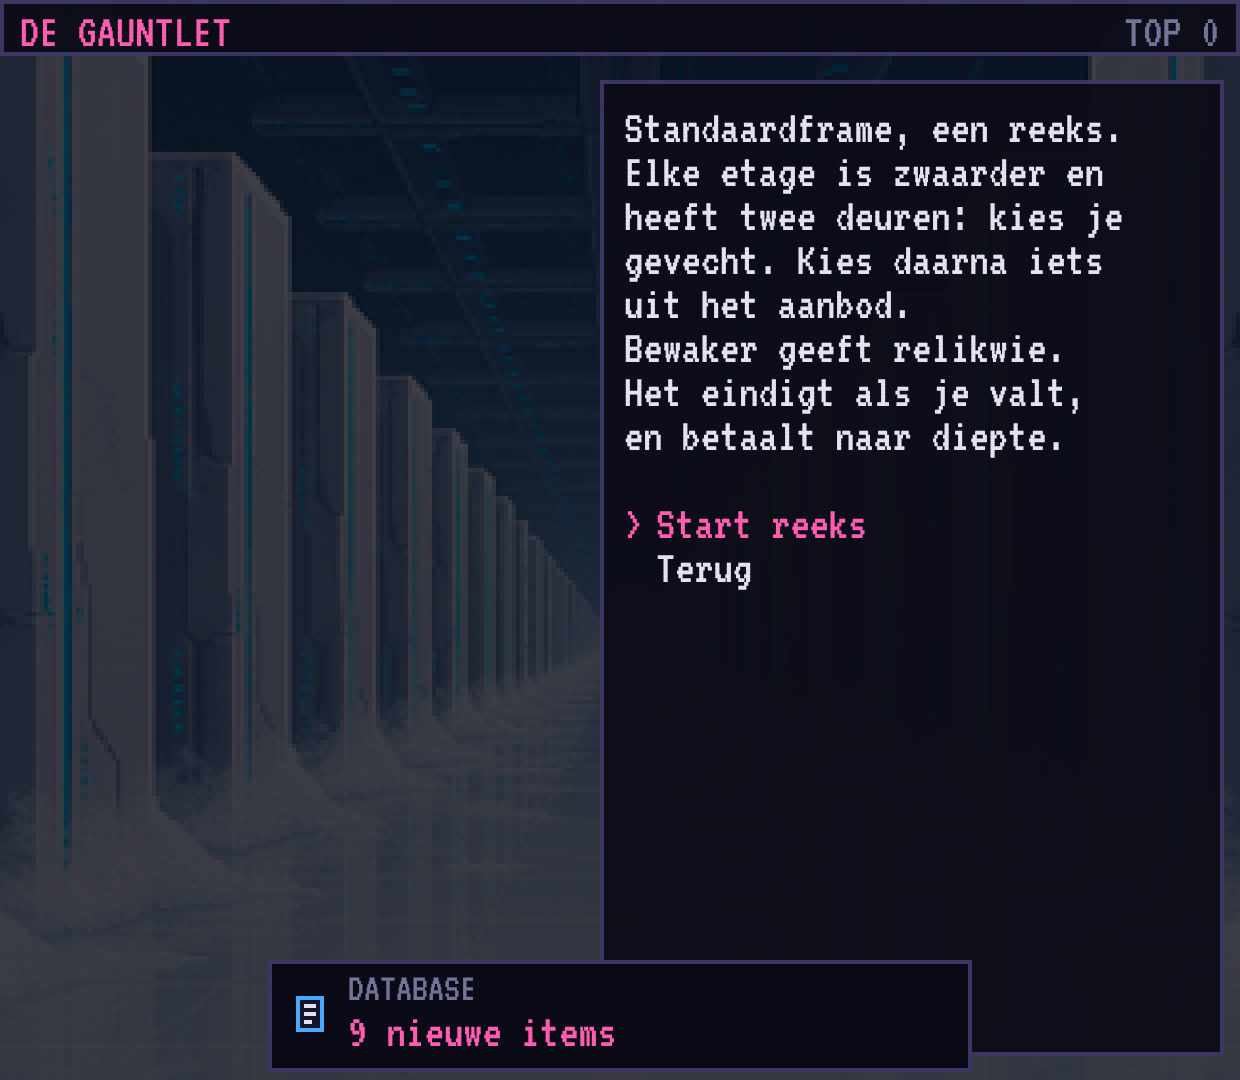 DE GAUNTLET
TOP 0
Standaardframe, een reeks.
Elke etage is zwaarder en
heeft twee deuren: kies je
gevecht. Kies daarna iets
uit het aanbod.
Bewaker geeft relikwie.
Het eindigt als je valt,
en betaalt naar diepte.
> Start reeks
Terug
DATABASE
9 nieuwe items